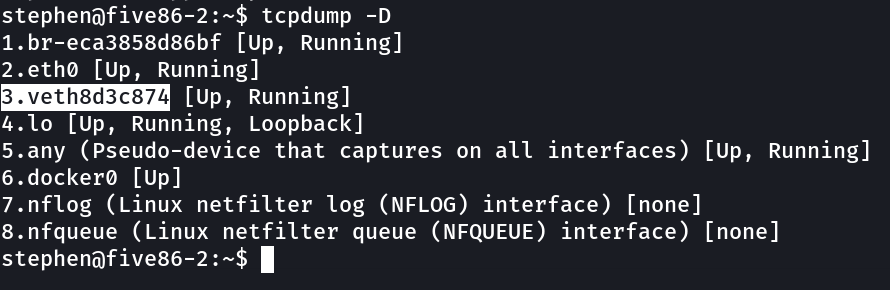 stephen@five86-2:~$ tcpdump -D
1.br-eca3858d86bf [Up, Running]
2.eth0 [Up, Running]
3.veth8d3c874 [Up, Running]
4.lo [Up, Running, Loopback]
5.any (Pseudo-device that captures on all interfaces) [Up, Running]
6.docker0 [Up]
7.nflog (Linux netfilter log (NFLOG) interface) [none]
8.nfqueue (Linux netfilter queue (NFQUEUE) interface) [none]
stephen@five86-2:~$